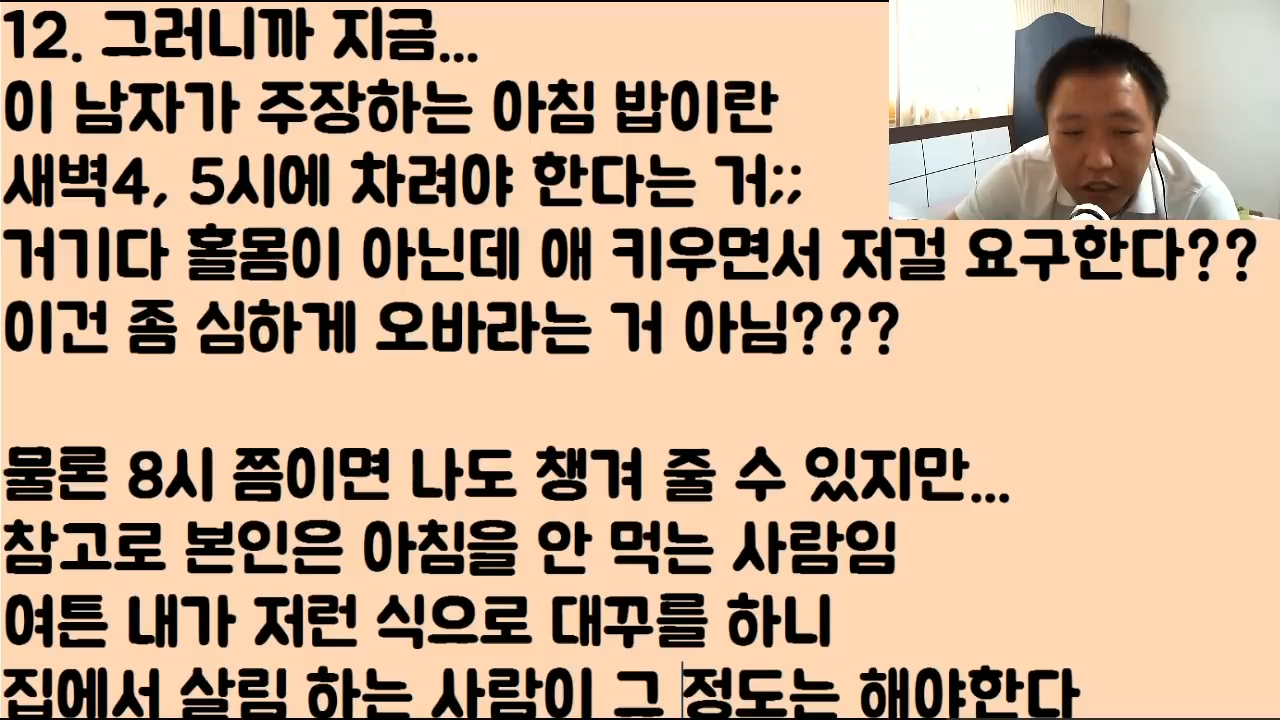 12. 그러니까 지금...
이 남자가 주장하는 아침 밥이란
새벽4, 5시에 차려야 한다는 거;;
거기다 홀몸이 아닌데 애 키우면서 저걸 요구한다??
이건 좀 심하게 오바라는 거 아님???
물론 8시 쯤이면 나도 챙겨 줄 수 있지만...
참고로 본인은 아침을 안 먹는 사람임
여튼 내가 저런 식으로 대꾸를 하니
집에서 살림 하는 사람이 그 정도는 해야한다